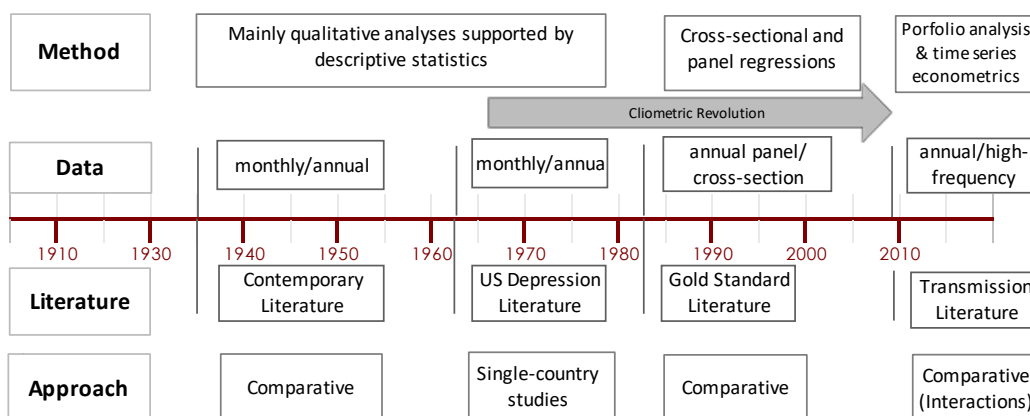 Method
Mainly qualitative analyses supported by
descriptive statistics
Cross-sectional and
panel regressions
Porfolio analysis
& time series
econometrics
Cliometric Revolution
Data
monthly/annual
monthly/annua
annual panel/
cross-section
annual/high-
frequency
1910
1930
1940
1950
1960
1970
1980
1990
2000
2010
Literature
Contemporary
Literature
US Depression
Literature
Gold Standard
Literature
Transmission
Literature
Approach
Comparative
Single-country
studies
Comparative
Comparative
(Interactions)